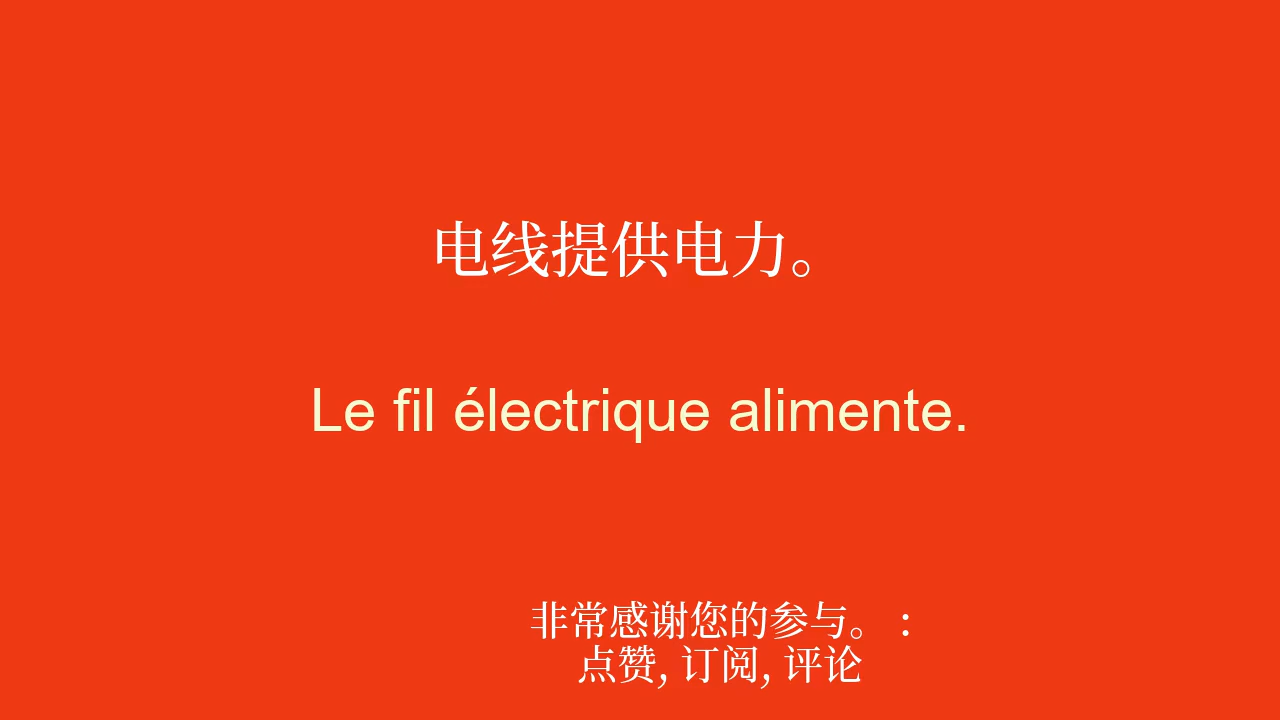 电线提供电力。
Le fil électrique alimente.
非常感谢您的参与。 :
点赞, 订阅, 评论